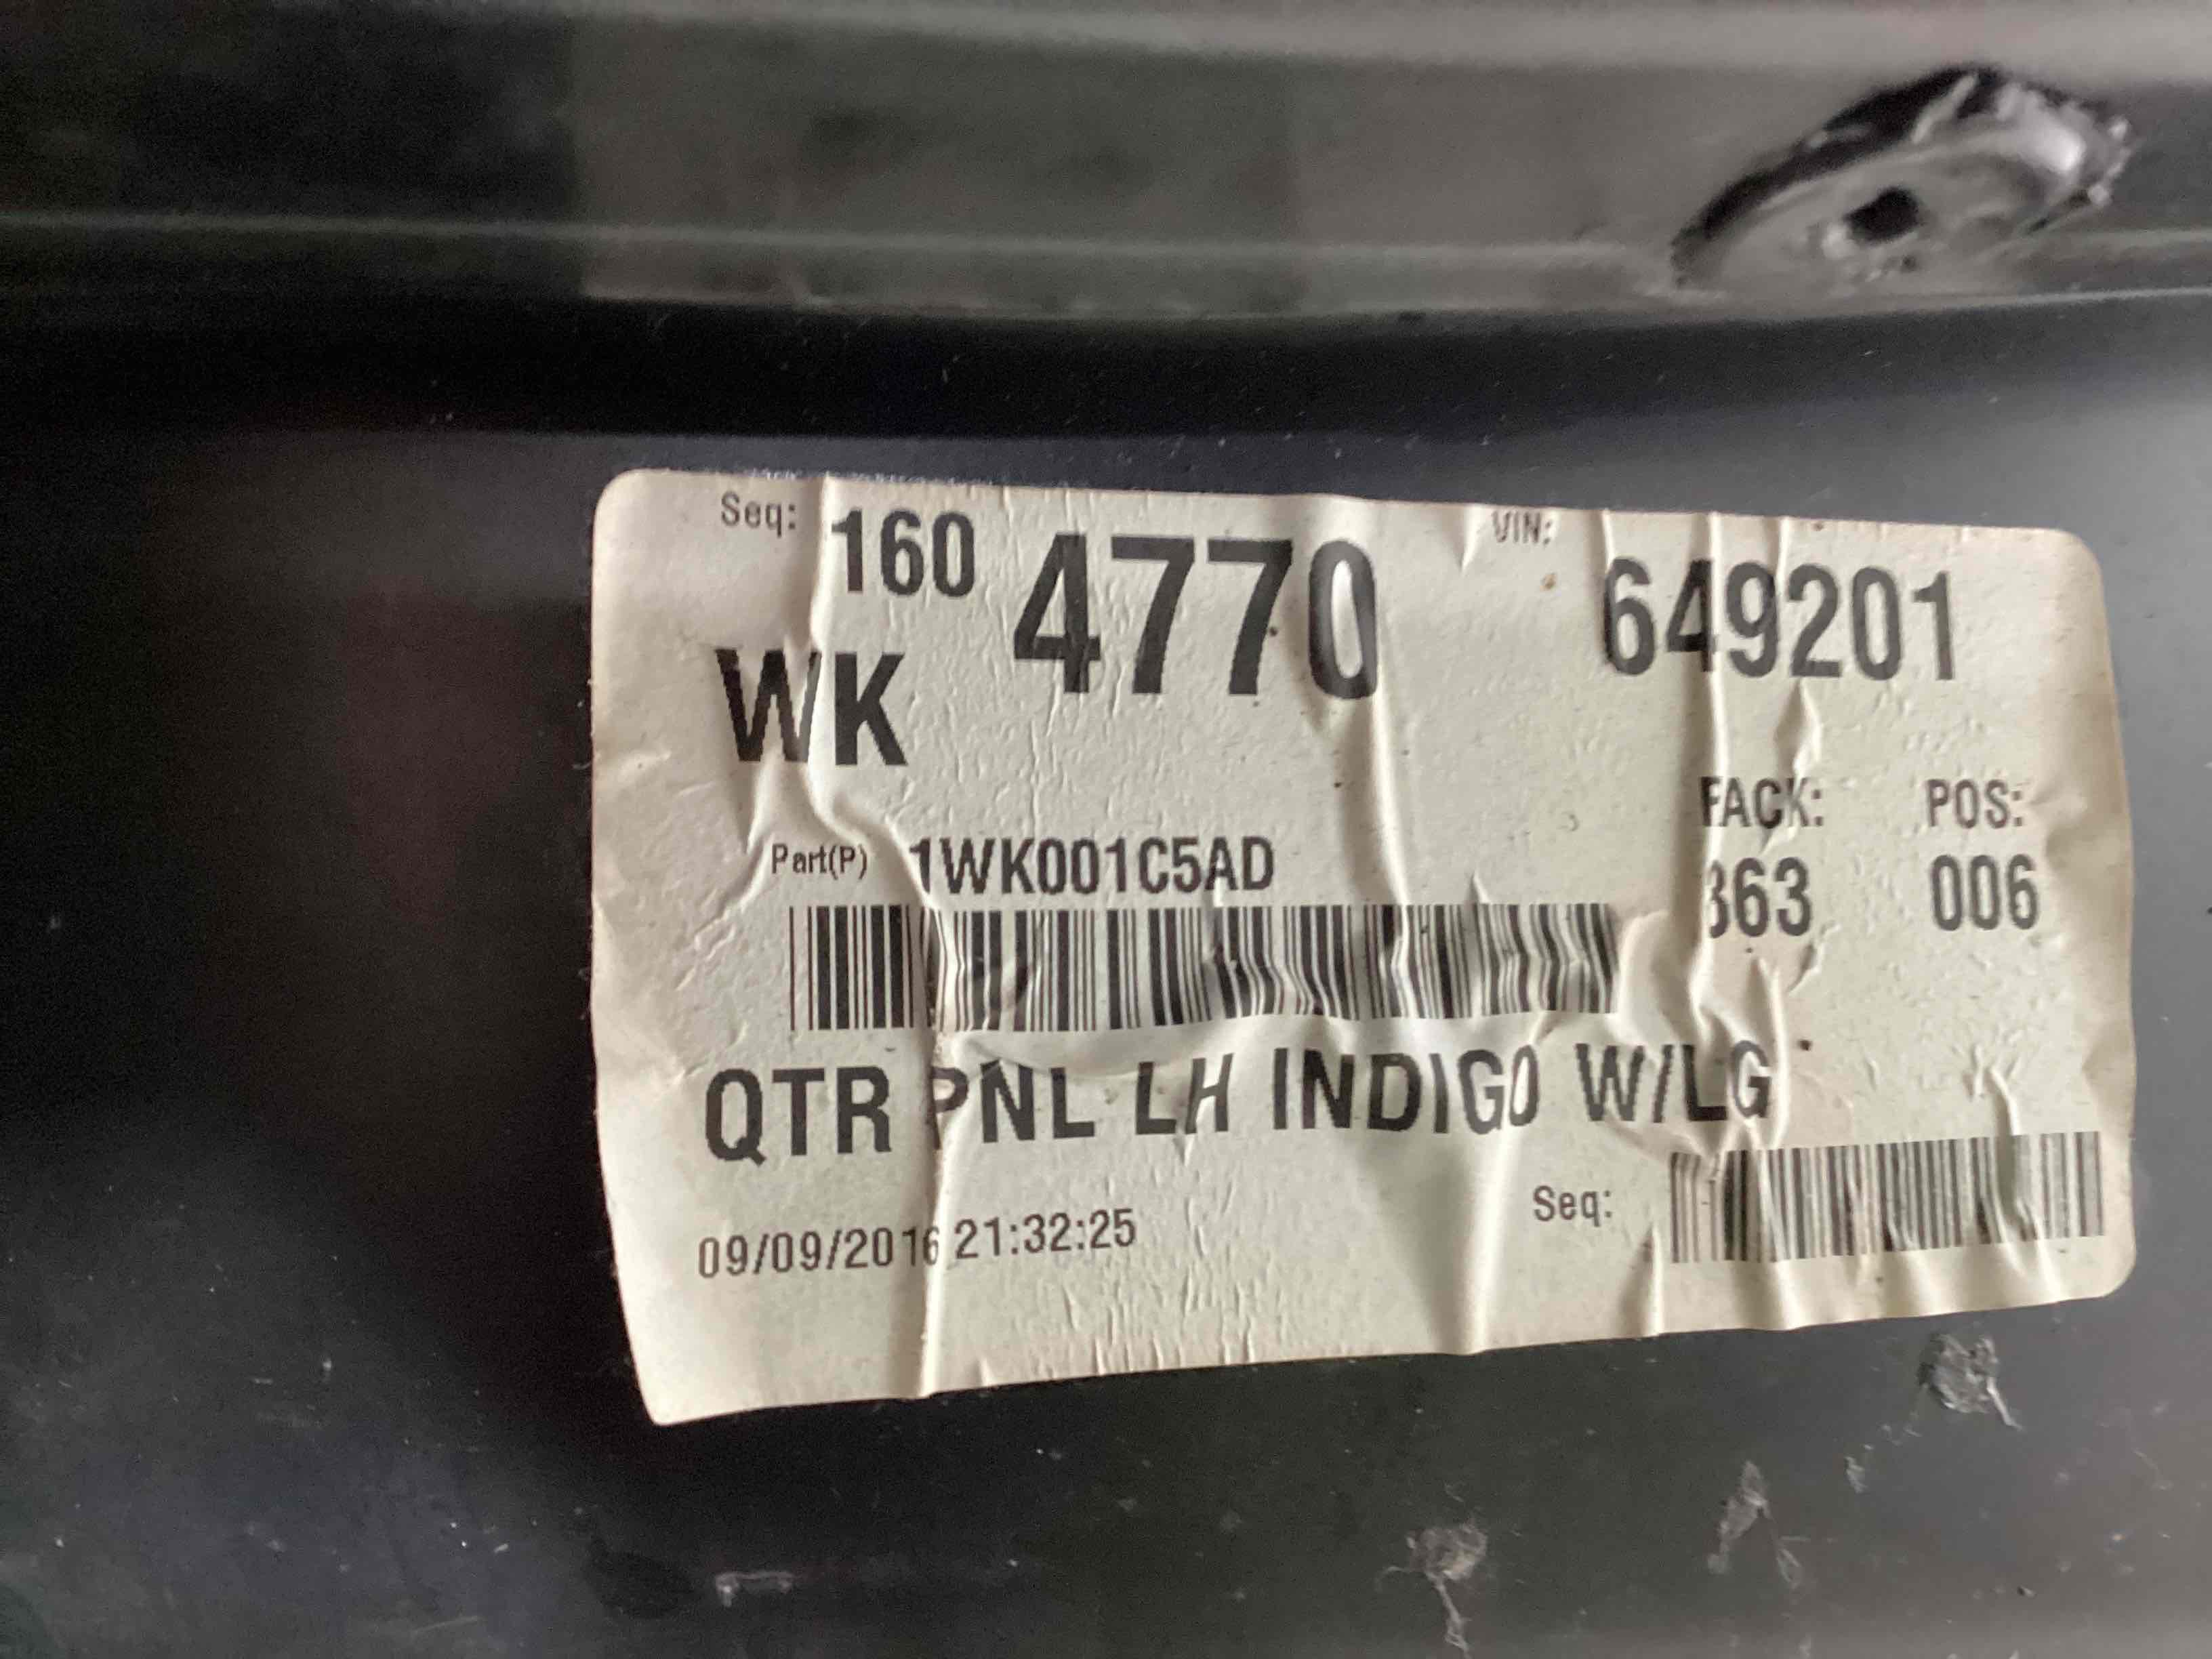 Seq: 160 4770 VIN: 649201
WK
RACK: POS:
Part(P) 1WK001C5AD
363 006
QTR PNL LH INDIGO W/LG
Seq:
09/09/2016 21:32:25